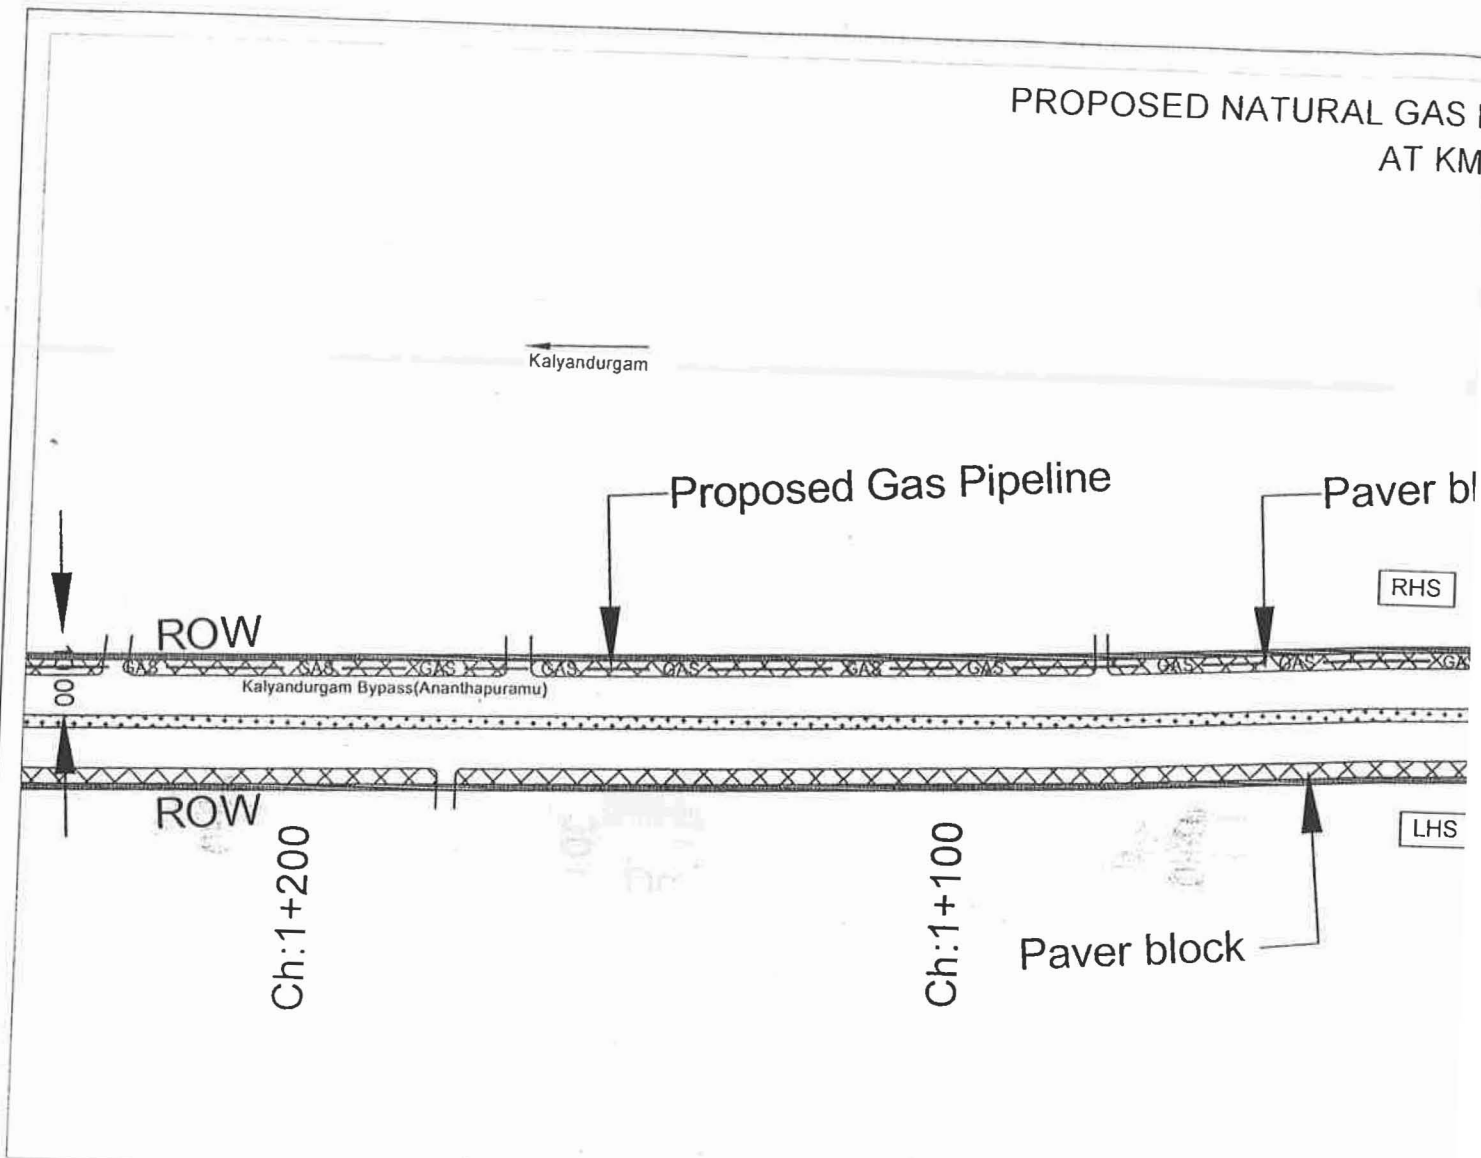 PROPOSED NATURAL GAS
AT KM
Kalyandurgam
Proposed Gas Pipeline
Paver bl
RHS
ROW
GAS GAS GAS GAS GAS GAS GAS GAS GAS GAS
Kalyandurgam Bypass(Ananthapuramu)
ROW
LHS
Ch:1+200
Ch:1+100
Paver block